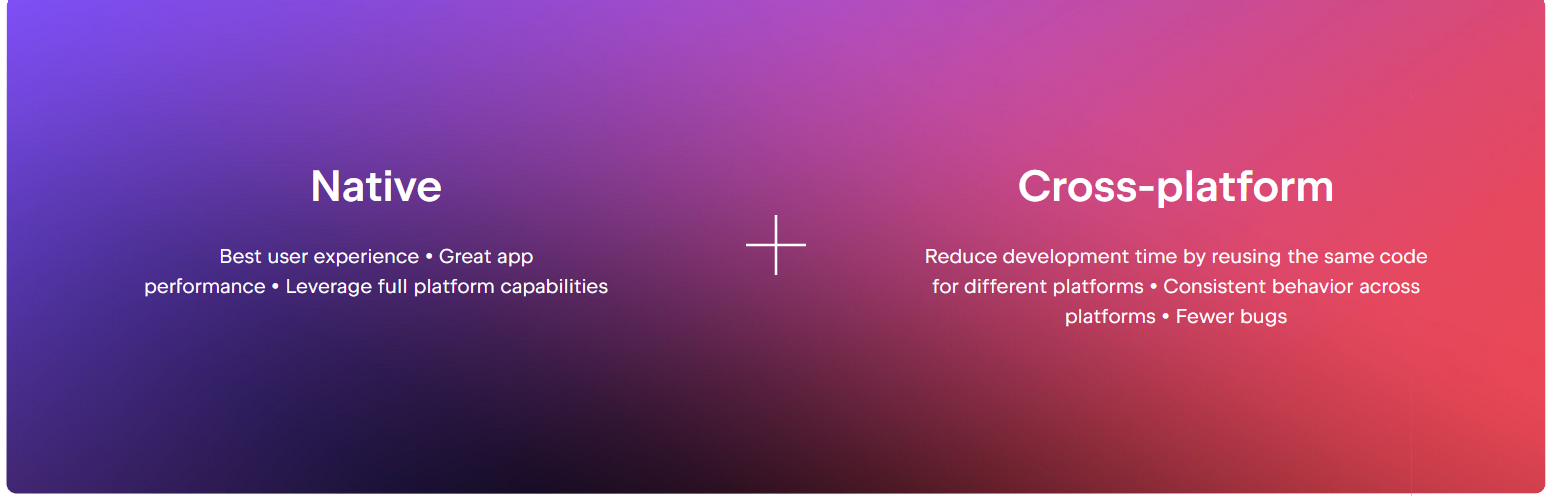 Native
Best user experience • Great app
performance • Leverage full platform capabilities
Cross-platform
Reduce development time by reusing the same code
for different platforms • Consistent behavior across
platforms • Fewer bugs